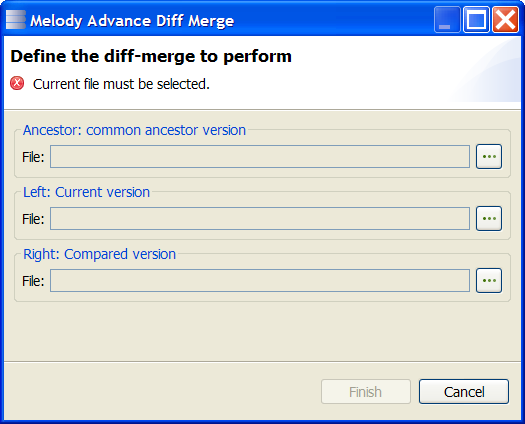 Melody Advance Diff Merge
Define the diff-merge to perform
Current file must be selected.
Ancestor: common ancestor version
File:
...
Left: Current version
File:
...
Right: Compared version
File:
...
Finish
Cancel